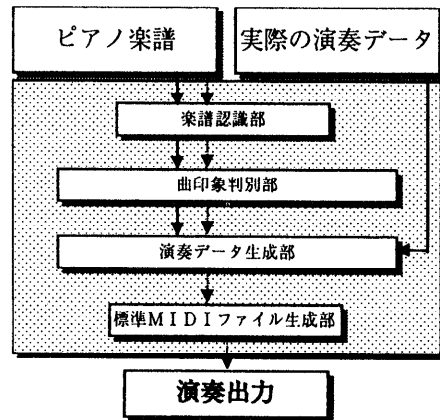 ピアノ楽譜
実際の演奏データ
楽譜認識部
曲印象判別部
演奏データ生成部
標準ＭＩＤＩファイル生成部
演奏出力